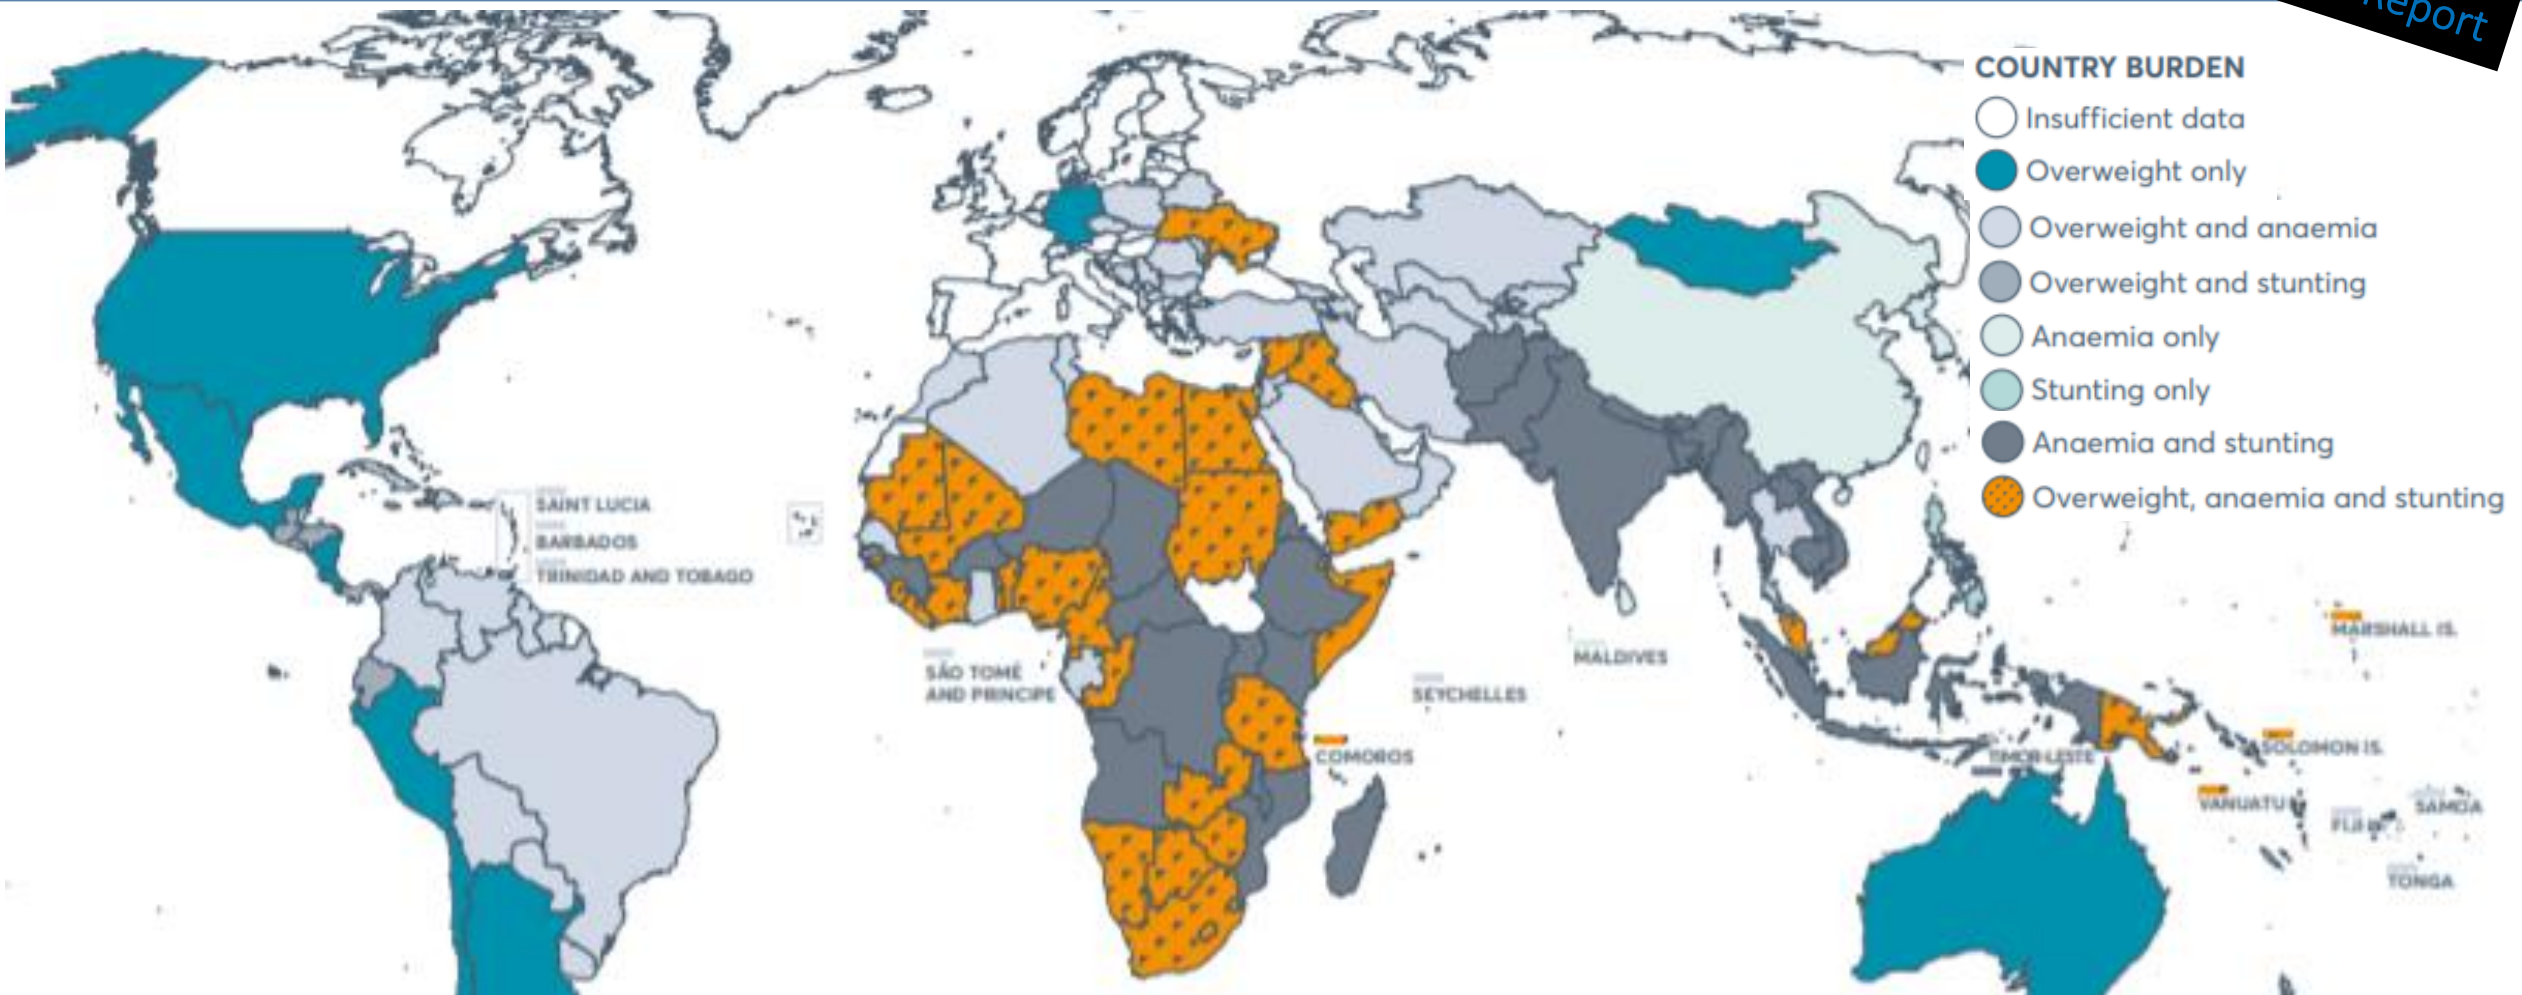 Report
COUNTRY BURDEN
Insufficient data
Overweight only
Overweight and anaemia
Overweight and stunting
Anaemia only
Stunting only
Anaemia and stunting
Overweight, anaemia and stunting
SAINT LUCIA
BARBADOS
TRINIDAD AND TOBAGO
SÃO TOMÉ
AND PRINCIPE
COMOROS
SEYCHELLES
MALDIVES
TIMOR-LESTE
MARSHALL IS.
SOLOMON IS.
VANUATU
FIJI
SAMOA
TONGA